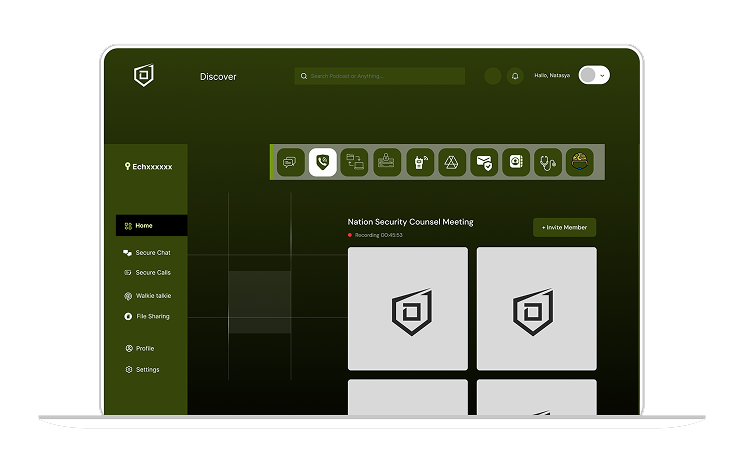 Discover
Search Podcast or Anything...
Hallo, Natasya
Echxxxxxx
Home
Secure Chat
Secure Calls
Walkie talkie
File Sharing
Profile
Settings
Nation Security Counsel Meeting
Recording 00:45:53
+ Invite Member